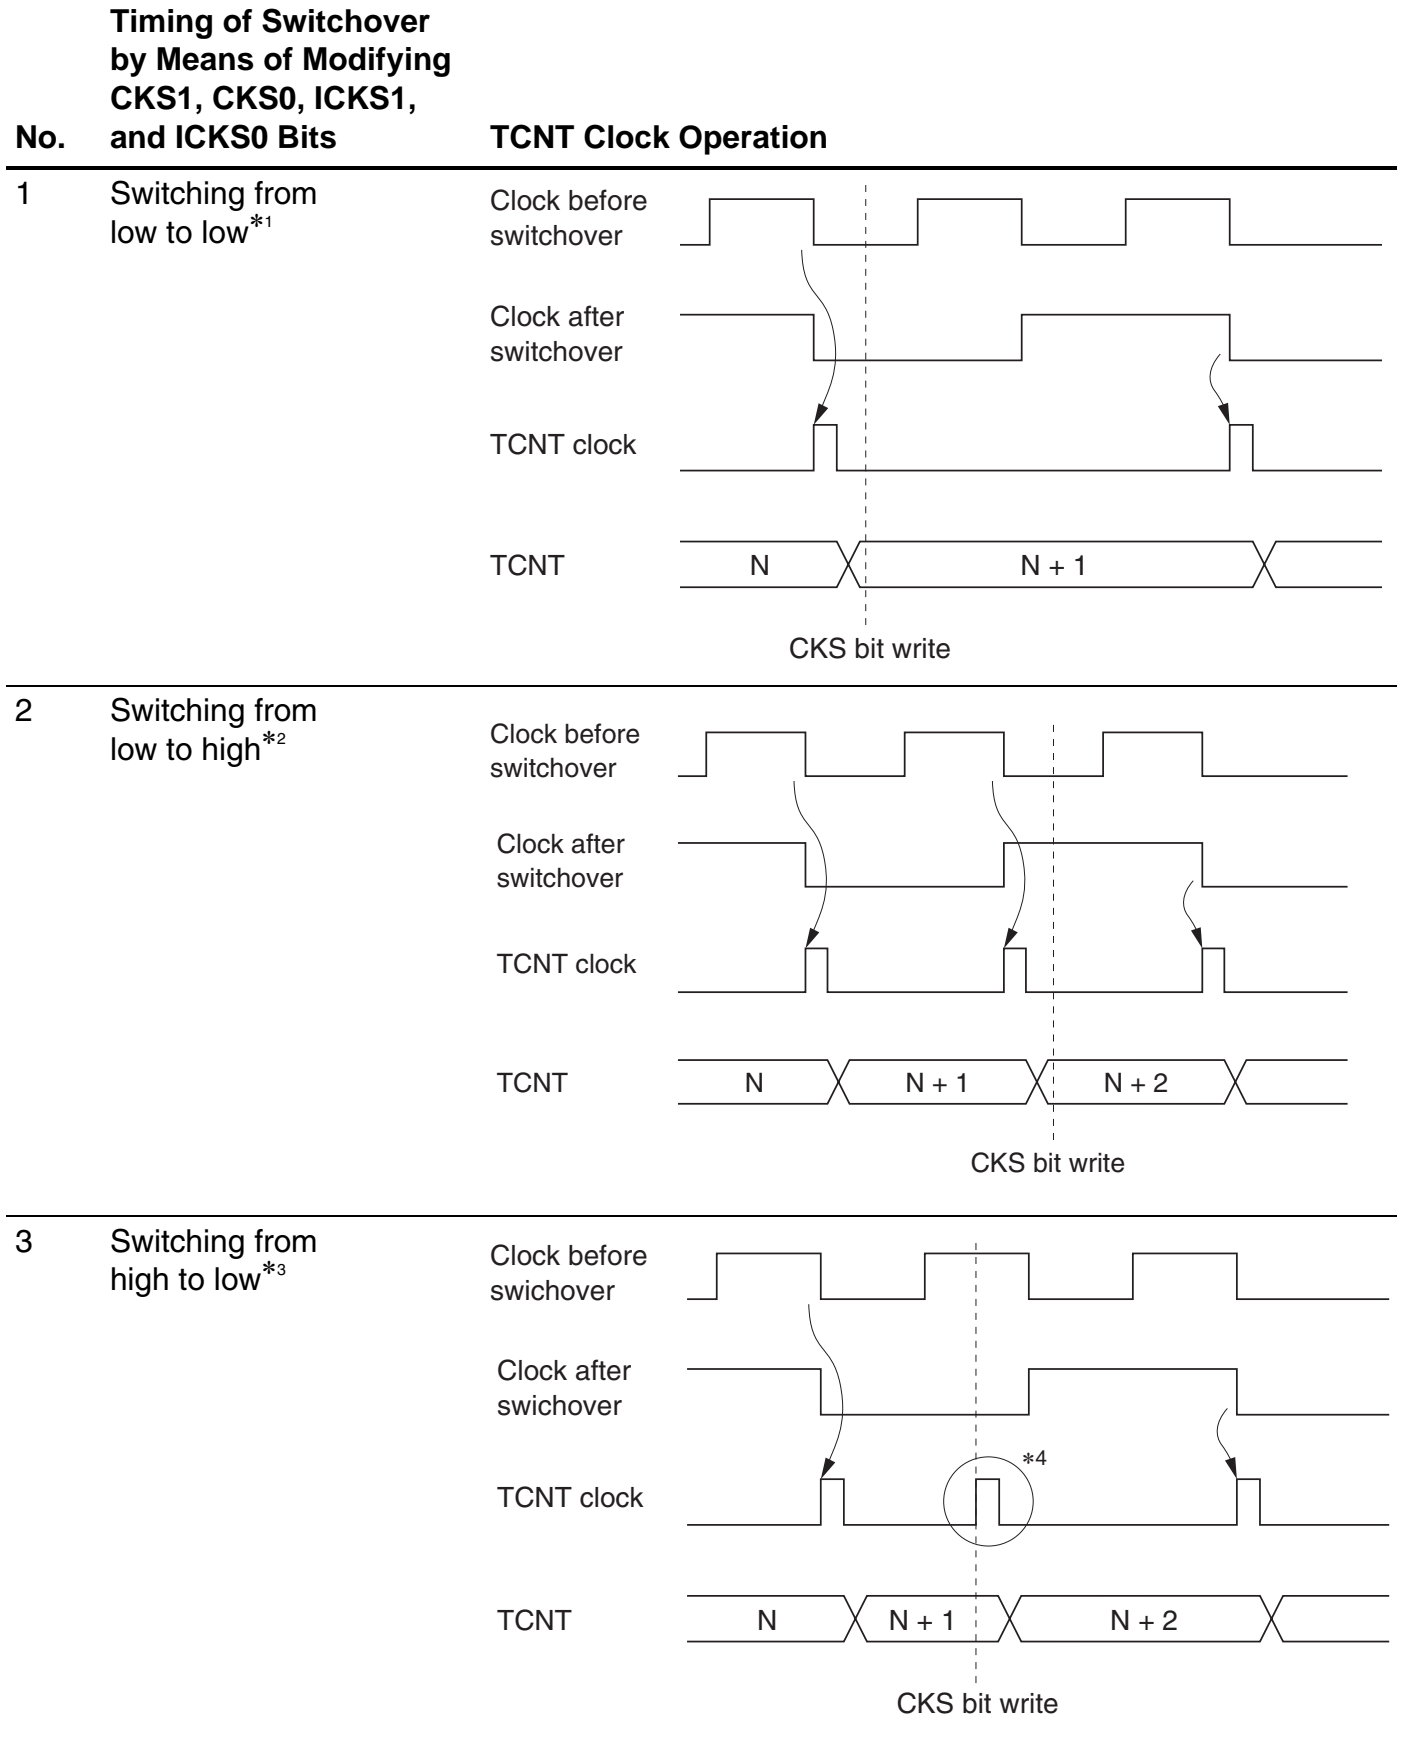 Timing of Switchover
by Means of Modifying
CKS1, CKS0, ICKS1,
No. and ICKS0 Bits TCNT Clock Operation
1 Switching from
low to low*1
Clock before
switchover
Clock after
switchover
TCNT clock
TCNT N N + 1
CKS bit write
2 Switching from
low to high*2
Clock before
switchover
Clock after
switchover
TCNT clock
TCNT N N + 1 N + 2
CKS bit write
3 Switching from
high to low*3
Clock before
swichover
Clock after
swichover
*4
TCNT clock
TCNT N N + 1 N + 2
CKS bit write